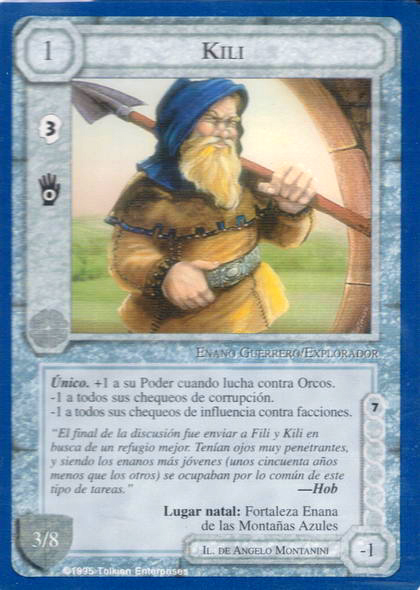 1
KILI
3
0
ENANO GUERRERO/EXPLORADOR
Único. +1 a su Poder cuando lucha contra Orcos.
-1 a todos sus chequeos de corrupción.
-1 a todos sus chequeos de influencia contra facciones.
7
"El final de la discusión fue enviar a Fili y Kili en
busca de un refugio mejor. Tenían ojos muy penetrantes,
y siendo los enanos más jóvenes (unos cincuenta años
menos que los otros) se ocupaban por lo común de este
tipo de tareas." —Hob
Lugar natal: Fortaleza Enana
de las Montañas Azules
3/8
IL. DE ANGELO MONTANINI
-1
©1995 Tolkien Enterprises